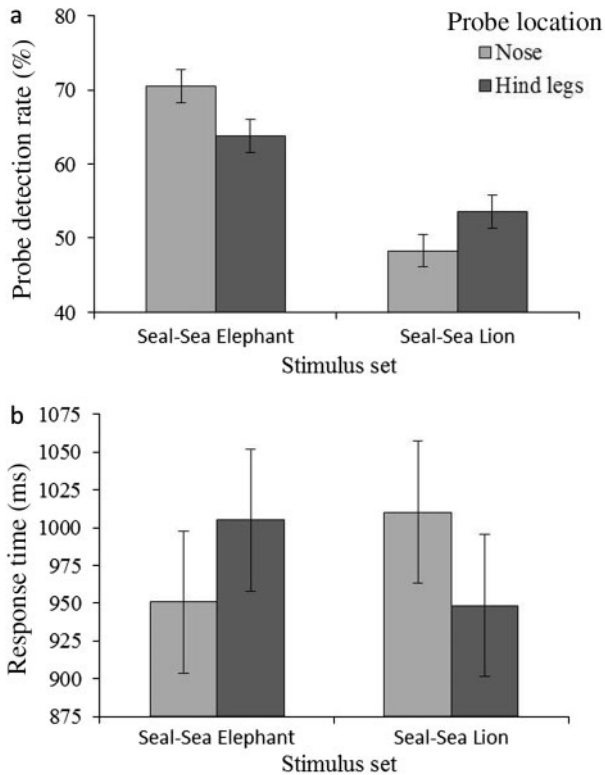 a
Probe detection rate (%)
80
70
60
50
40
Probe location
Nose
Hind legs
Seal-Sea Elephant
Seal-Sea Lion
Stimulus set
b
Response time (ms)
1075
1050
1025
1000
975
950
925
900
875
Seal-Sea Elephant
Seal-Sea Lion
Stimulus set